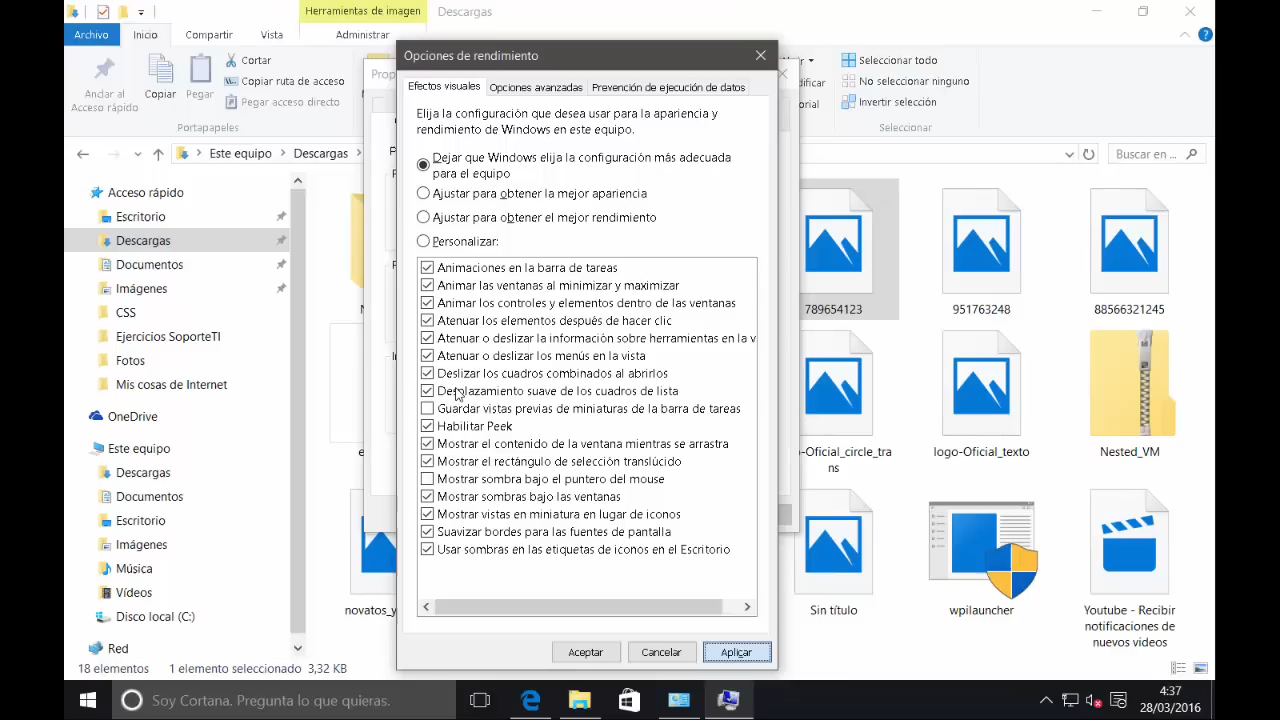 Herramientas de imagen
Descargas
Archivo
Inicio
Compartir
Vista
Administrar
Andar al
Acceso rápido
Copiar
Pegar
Cortar
Copiar ruta de acceso
Pegar acceso directo
Portapapeles
Seleccionar todo
No seleccionar ninguno
Invertir selección
Seleccionar
Este equipo
Descargas
Buscar en ...
Acceso rápido
Escritorio
Descargas
Documentos
Imágenes
CSS
Ejercicios SoporteTI
Fotos
Mis cosas de Internet
OneDrive
Este equipo
Descargas
Documentos
Escritorio
Imágenes
Música
Vídeos
Disco local (C:)
Red
18 elementos
1 elemento seleccionado
3,32 KB
Opciones de rendimiento
Efectos visuales
Opciones avanzadas
Prevención de ejecución de datos
Elija la configuración que desea usar para la apariencia y
rendimiento de Windows en este equipo.
Dejar que Windows elija la configuración más adecuada
para el equipo
Ajustar para obtener la mejor apariencia
Ajustar para obtener el mejor rendimiento
Personalizar:
Animaciones en la barra de tareas
Animar las ventanas al minimizar y maximizar
Animar los controles y elementos dentro de las ventanas
Atenuar los elementos después de hacer clic
Atenuar o deslizar la información sobre herramientas en la v
Atenuar o deslizar los menús en la vista
Deslizar los cuadros combinados al abrirlos
Desplazamiento suave de los cuadros de lista
Guardar vistas previas de miniaturas de la barra de tareas
Habilitar Peek
Mostrar el contenido de la ventana mientras se arrastra
Mostrar el rectángulo de selección translúcido
Mostrar sombra bajo el puntero del mouse
Mostrar sombras bajo las ventanas
Mostrar vistas en miniatura en lugar de iconos
Suavizar bordes para las fuentes de pantalla
Usar sombras en las etiquetas de iconos en el Escritorio
Aceptar
Cancelar
Aplicar
789654123
951763248
88566321245
-Oficial_circle_tra
ns
logo-Oficial_texto
Nested_VM
novatos_y
Sin título
wpilauncher
Youtube - Recibir
notificaciones de
nuevos videos
Soy Cortana. Pregunta lo que quieras.
4:37
28/03/2016